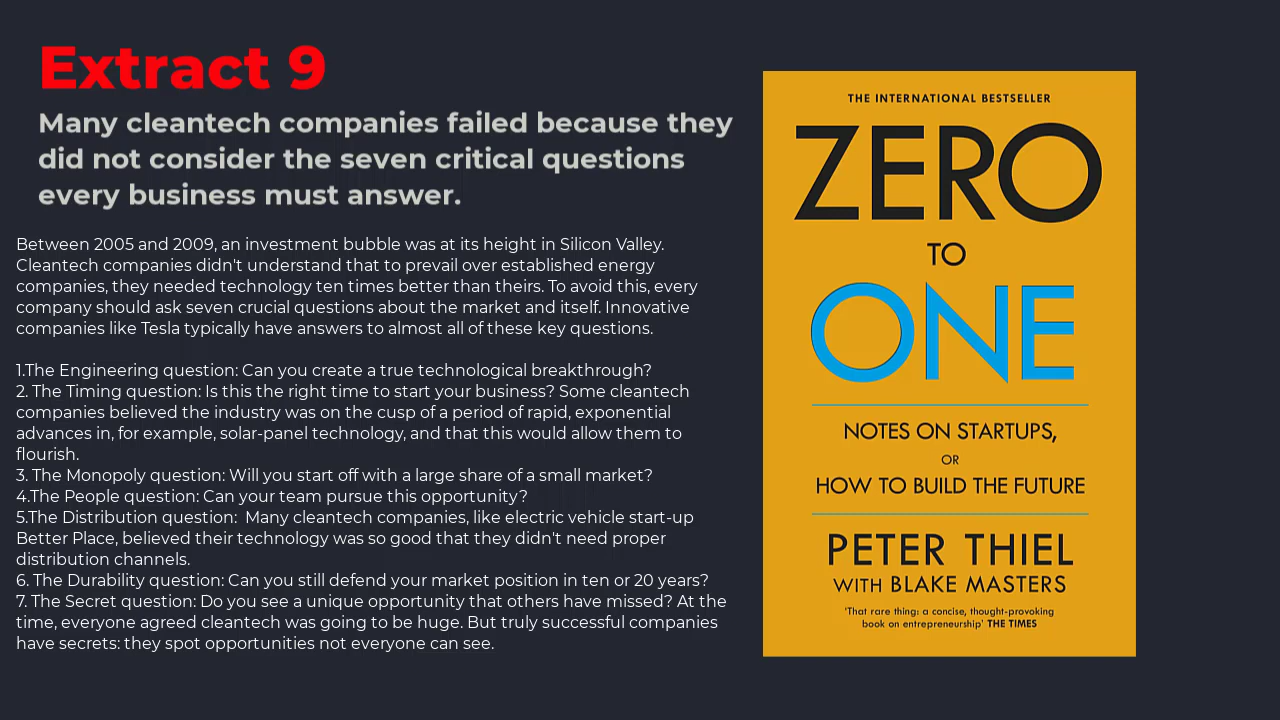 Extract 9
Many cleantech companies failed because they
did not consider the seven critical questions
every business must answer.
Between 2005 and 2009, an investment bubble was at its height in Silicon Valley.
Cleantech companies didn't understand that to prevail over established energy
companies, they needed technology ten times better than theirs. To avoid this, every
company should ask seven crucial questions about the market and itself. Innovative
companies like Tesla typically have answers to almost all of these key questions.
1.The Engineering question: Can you create a true technological breakthrough?
2. The Timing question: Is this the right time to start your business? Some cleantech
companies believed the industry was on the cusp of a period of rapid, exponential
advances in, for example, solar-panel technology, and that this would allow them to
flourish.
3. The Monopoly question: Will you start off with a large share of a small market?
4.The People question: Can your team pursue this opportunity?
5.The Distribution question:  Many cleantech companies, like electric vehicle start-up
Better Place, believed their technology was so good that they didn't need proper
distribution channels.
6. The Durability question: Can you still defend your market position in ten or 20 years?
7. The Secret question: Do you see a unique opportunity that others have missed? At the
time, everyone agreed cleantech was going to be huge. But truly successful companies
have secrets: they spot opportunities not everyone can see.
THE INTERNATIONAL BESTSELLER
ZERO
TO
ONE
NOTES ON STARTUPS,
OR
HOW TO BUILD THE FUTURE
PETER THIEL
WITH BLAKE MASTERS
'That rare thing: a concise, thought-provoking
book on entrepreneurship' THE TIMES